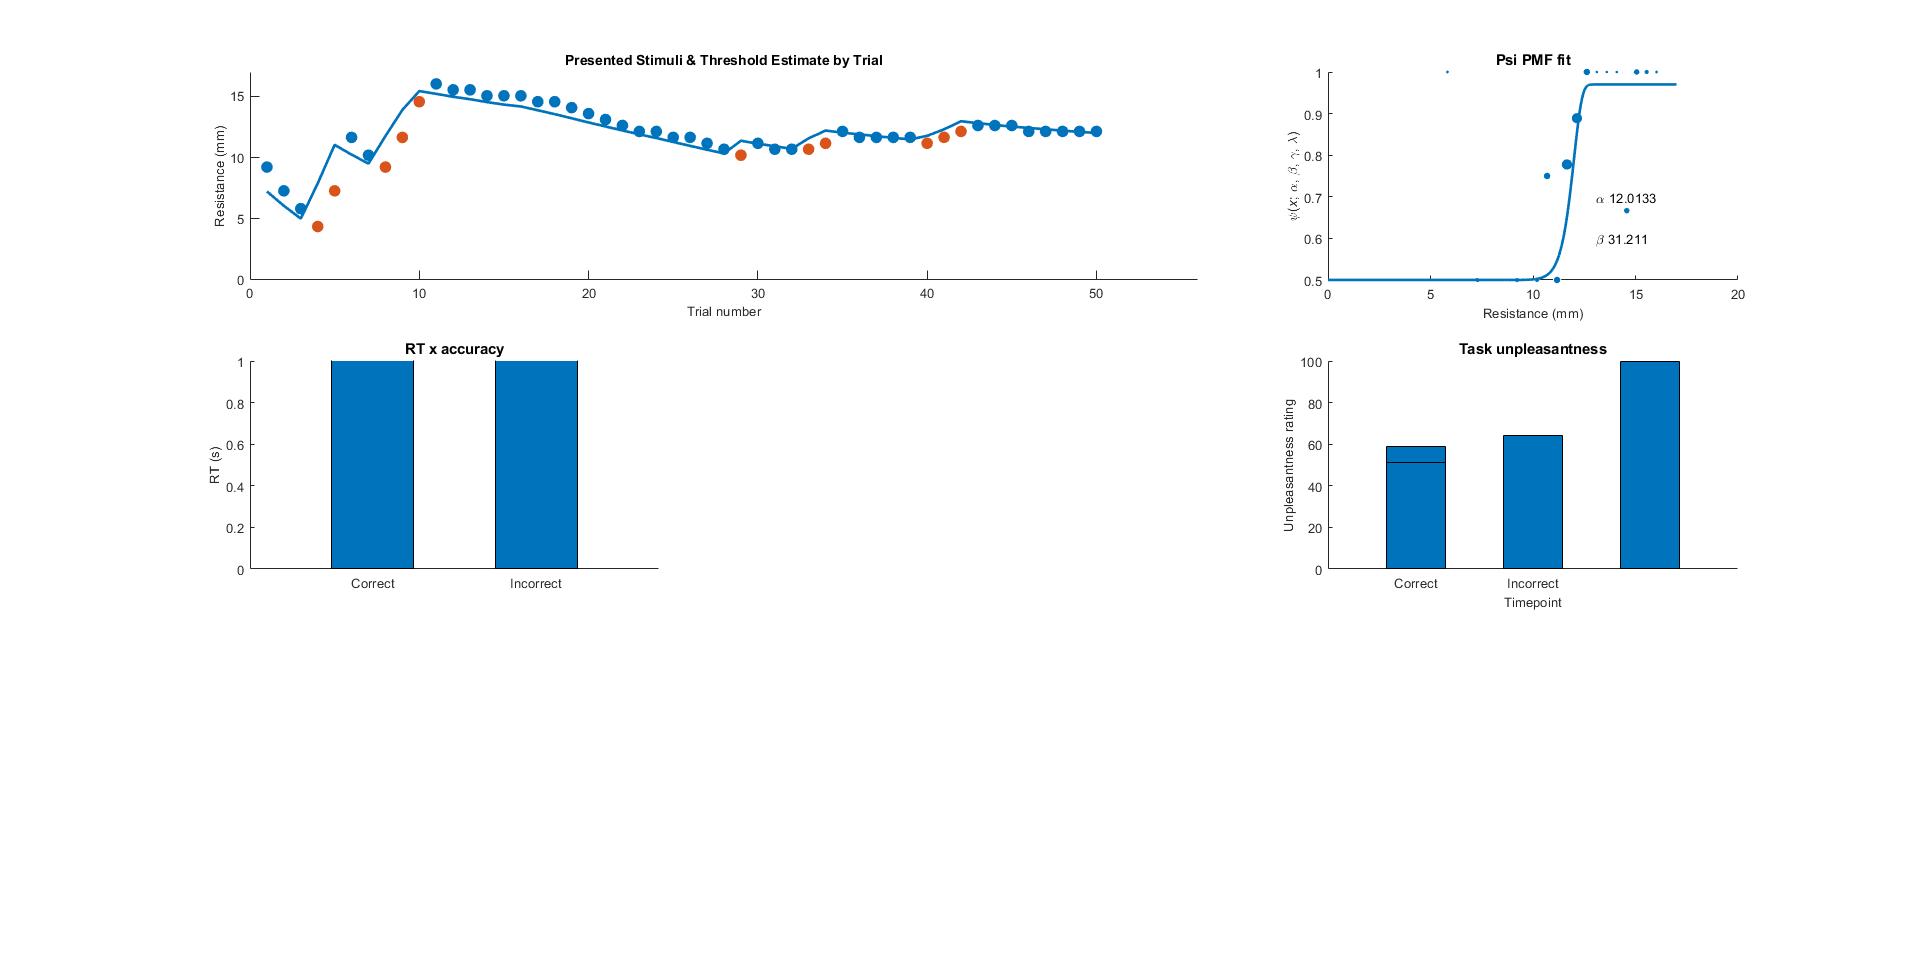 Presented Stimuli & Threshold Estimate by Trial
15
10
5
0
Resistance (mm)
0 10 20 30 40 50
Trial number
Psi PMF fit
1
0.9
0.8
0.7
0.6
0.5
ψ(x; α, β, γ, λ)
α 12.0133
β 31.211
0 5 10 15 20
Resistance (mm)
RT x accuracy
1
0.8
0.6
0.4
0.2
0
RT (s)
Correct Incorrect
Task unpleasantness
100
80
60
40
20
0
Unpleasantness rating
Correct Incorrect
Timepoint